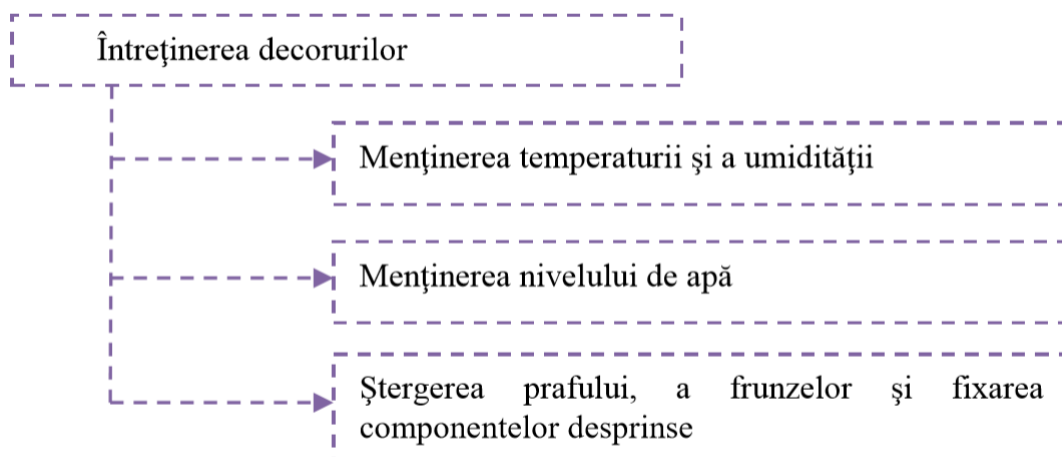 Întreţinerea decorurilor
Menţinerea temperaturii şi a umidităţii
Menţinerea nivelului de apă
Ştergerea prafului, a frunzelor şi fixarea
componentelor desprinse